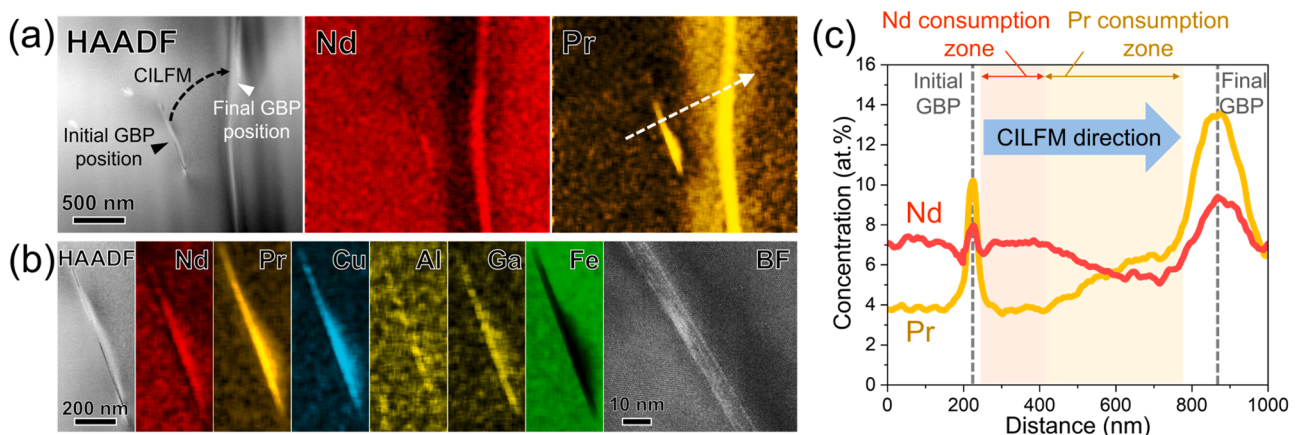 (a)
HAADF
CILFM
Final GBP
position
Initial GBP
position
500 nm
Nd
Pr
(b)
HAADF
200 nm
Nd
Pr
Cu
Al
Ga
Fe
BF
10 nm
(c)
Nd consumption
zone
Pr consumption
zone
Initial
GBP
Final
GBP
CILFM direction
Nd
Pr
Concentration (at.%)
16
14
12
10
8
6
4
2
0
0 200 400 600 800 1000
Distance (nm)